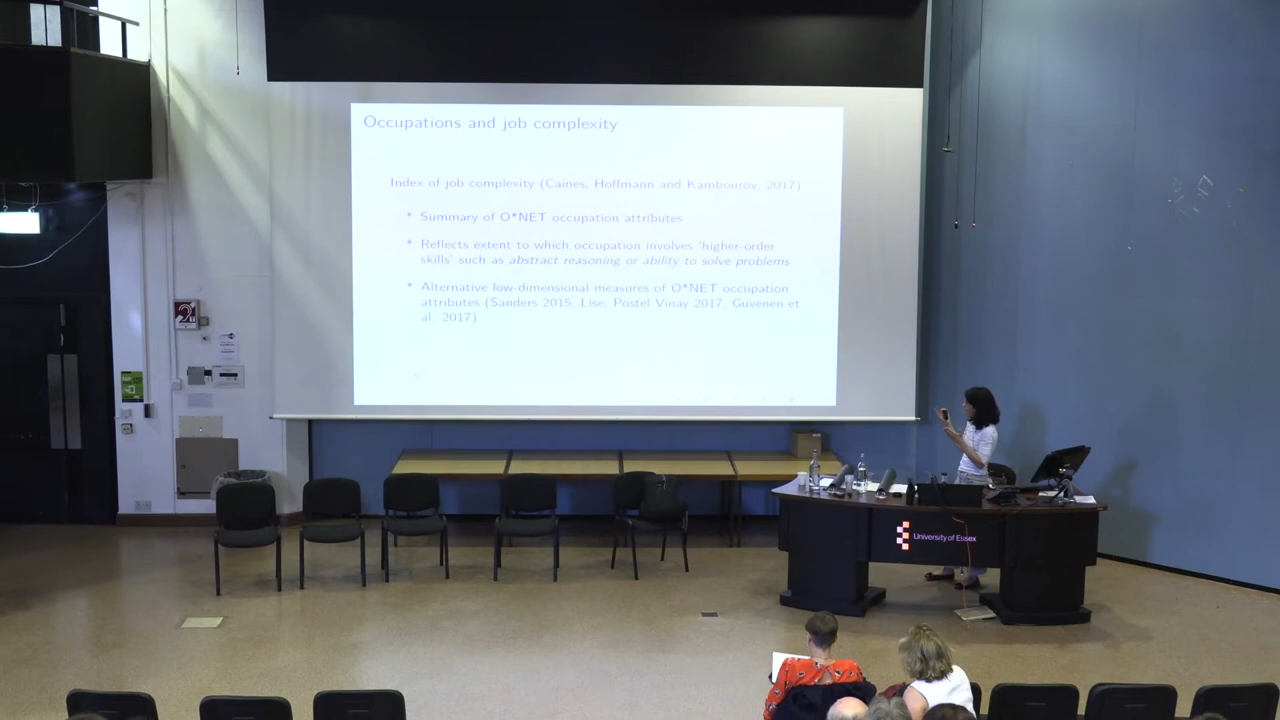 Occupations and job complexity
Index of job complexity (Caines, Hoffmann and Kambourov, 2017)
* Summary of O*NET occupation attributes
* Reflects extent to which occupation involves 'higher-order
skills' such as abstract reasoning or ability to solve problems
* Alternative low-dimensional measures of O*NET occupation
attributes (Sanders 2015, Lise, Postel Vinay 2017, Guvenen et
al. 2017)
University of Essex